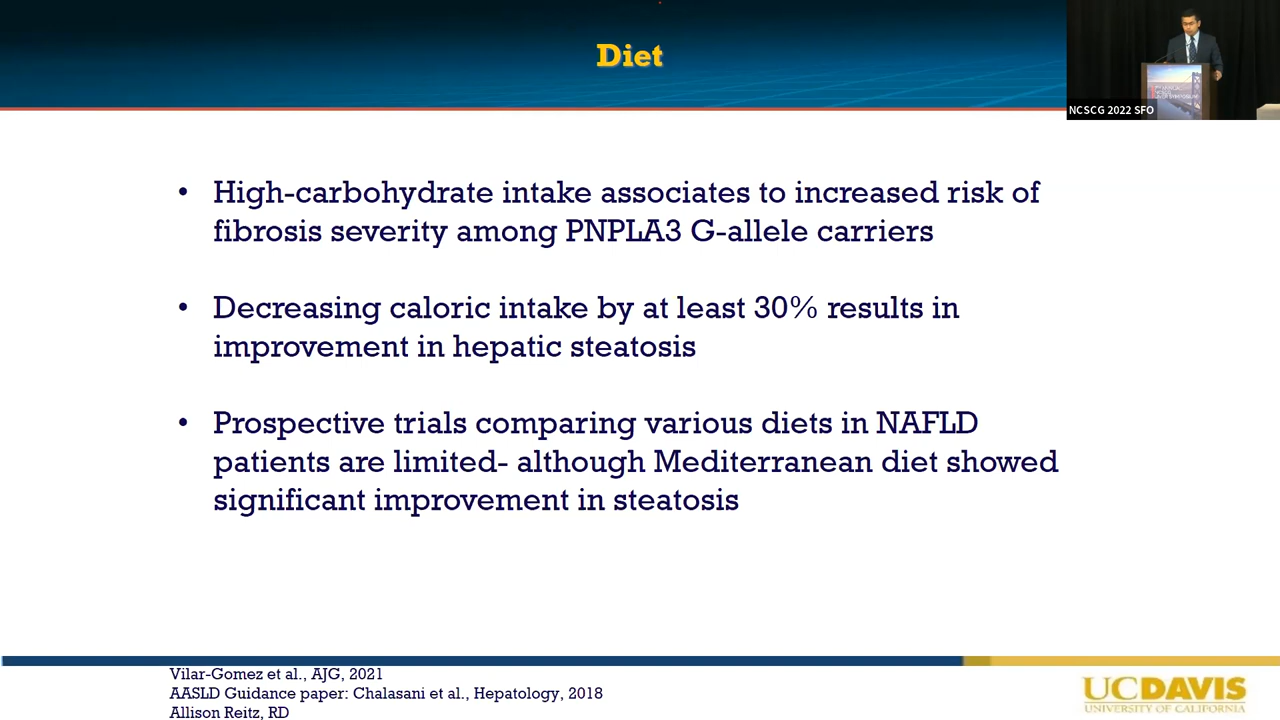 Diet
NCSCG 2022 SFO
• High-carbohydrate intake associates to increased risk of
fibrosis severity among PNPLA3 G-allele carriers
• Decreasing caloric intake by at least 30% results in
improvement in hepatic steatosis
• Prospective trials comparing various diets in NAFLD
patients are limited- although Mediterranean diet showed
significant improvement in steatosis
Vilar-Gomez et al., AJG, 2021
AASLD Guidance paper: Chalasani et al., Hepatology, 2018
Allison Reitz, RD
UCDAVIS
UNIVERSITY OF CALIFORNIA